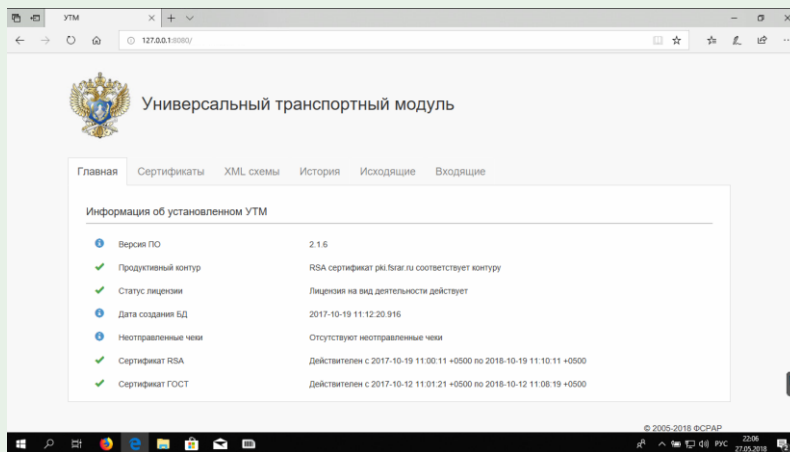 УТМ
127.0.0.1:8080/
Универсальный транспортный модуль
Главная Сертификаты XML схемы История Исходящие Входящие
Информация об установленном УТМ
Версия ПО 2.1.6
Продуктивный контур RSA сертификат pki.fsrar.ru соответствует контуру
Статус лицензии Лицензия на вид деятельности действует
Дата создания БД 2017-10-19 11:12:20.916
Неотправленные чеки Отсутствуют неотправленные чеки
Сертификат RSA Действителен с 2017-10-19 11:00:11 +0500 по 2018-10-19 11:10:11 +0500
Сертификат ГОСТ Действителен с 2017-10-12 11:01:21 +0500 по 2018-10-12 11:08:19 +0500
© 2005-2018 ФСРАР
РУС 22:06
27.05.2018